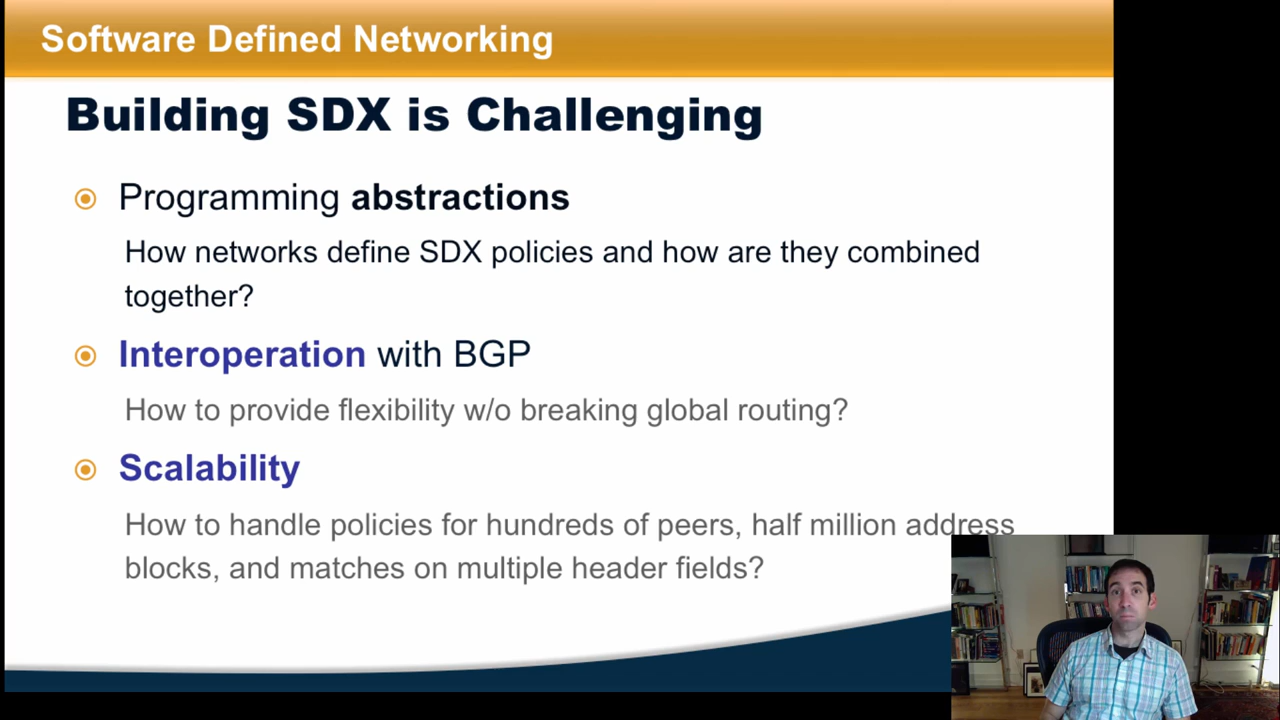 Software Defined Networking
Building SDX is Challenging
Programming abstractions
How networks define SDX policies and how are they combined
together?
Interoperation with BGP
How to provide flexibility w/o breaking global routing?
Scalability
How to handle policies for hundreds of peers, half million address
blocks, and matches on multiple header fields?